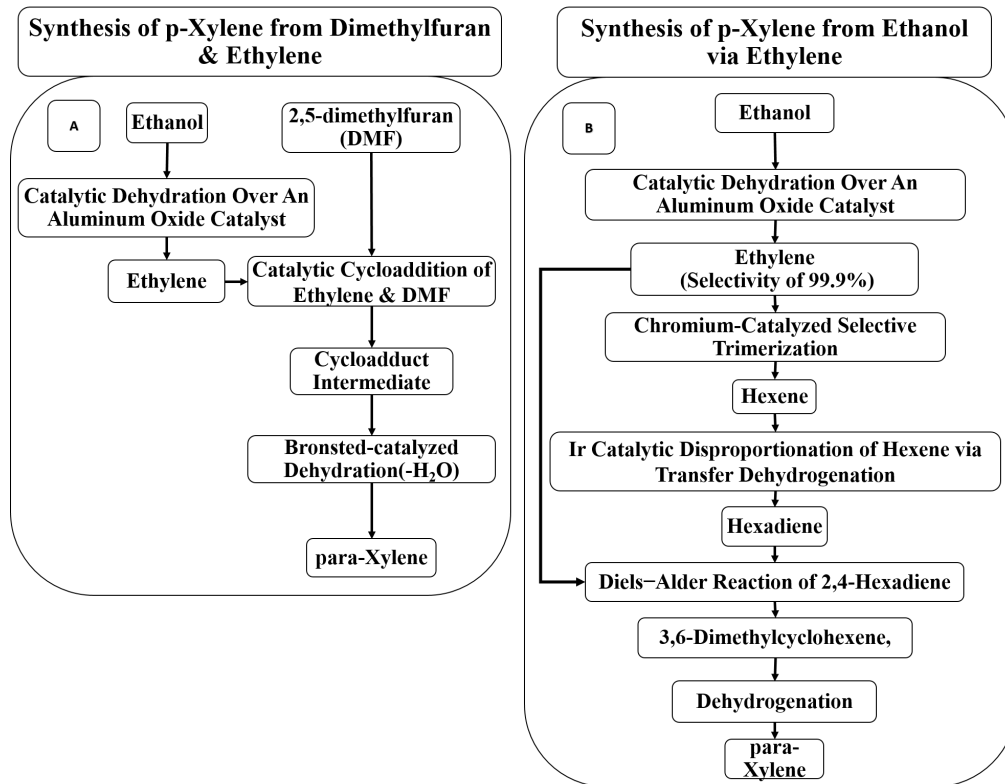 Synthesis of p-Xylene from Dimethylfuran
& Ethylene
A
Ethanol
2,5-dimethylfuran
(DMF)
Catalytic Dehydration Over An
Aluminum Oxide Catalyst
Ethylene
Catalytic Cycloaddition of
Ethylene & DMF
Cycloadduct
Intermediate
Bronsted-catalyzed
Dehydration(-H₂O)
para-Xylene
Synthesis of p-Xylene from Ethanol
via Ethylene
B
Ethanol
Catalytic Dehydration Over An
Aluminum Oxide Catalyst
Ethylene
(Selectivity of 99.9%)
Chromium-Catalyzed Selective
Trimerization
Hexene
Ir Catalytic Disproportionation of Hexene via
Transfer Dehydrogenation
Hexadiene
Diels−Alder Reaction of 2,4-Hexadiene
3,6-Dimethylcyclohexene,
Dehydrogenation
para-
Xylene